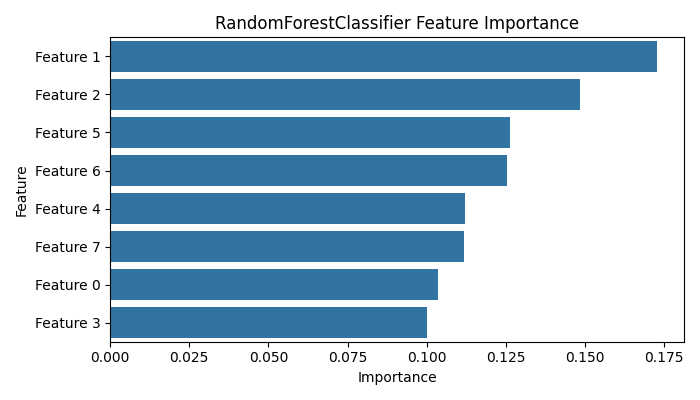 RandomForestClassifier Feature Importance
Feature 1
Feature 2
Feature 5
Feature 6
Feature 4
Feature 7
Feature 0
Feature 3
Feature
0.000 0.025 0.050 0.075 0.100 0.125 0.150 0.175
Importance